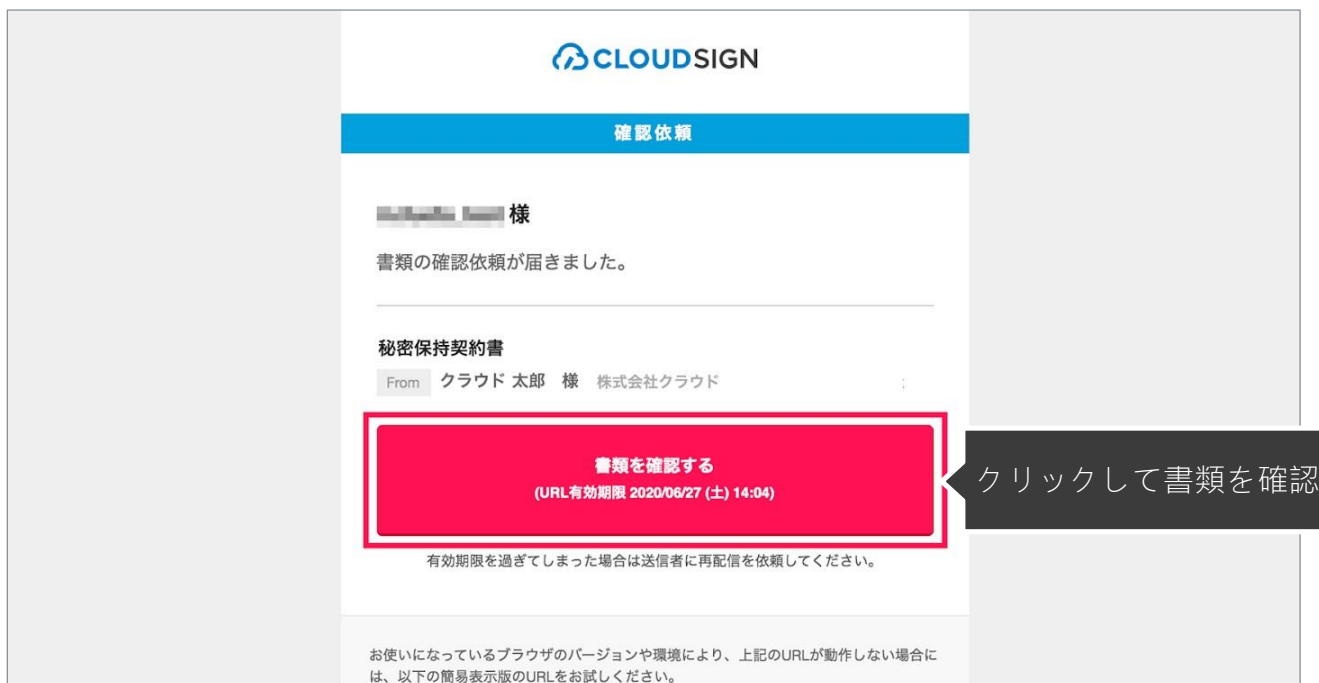 CLOUDSIGN
確認依頼
様
書類の確認依頼が届きました。
秘密保持契約書
From クラウド 太郎 様 株式会社クラウド
書類を確認する
(URL有効期限 2020/06/27 (土) 14:04)
クリックして書類を確認
有効期限を過ぎてしまった場合は送信者に再配信を依頼してください。
お使いになっているブラウザのバージョンや環境により、上記のURLが動作しない場合に
は、以下の簡易表示版のURLをお試しください。